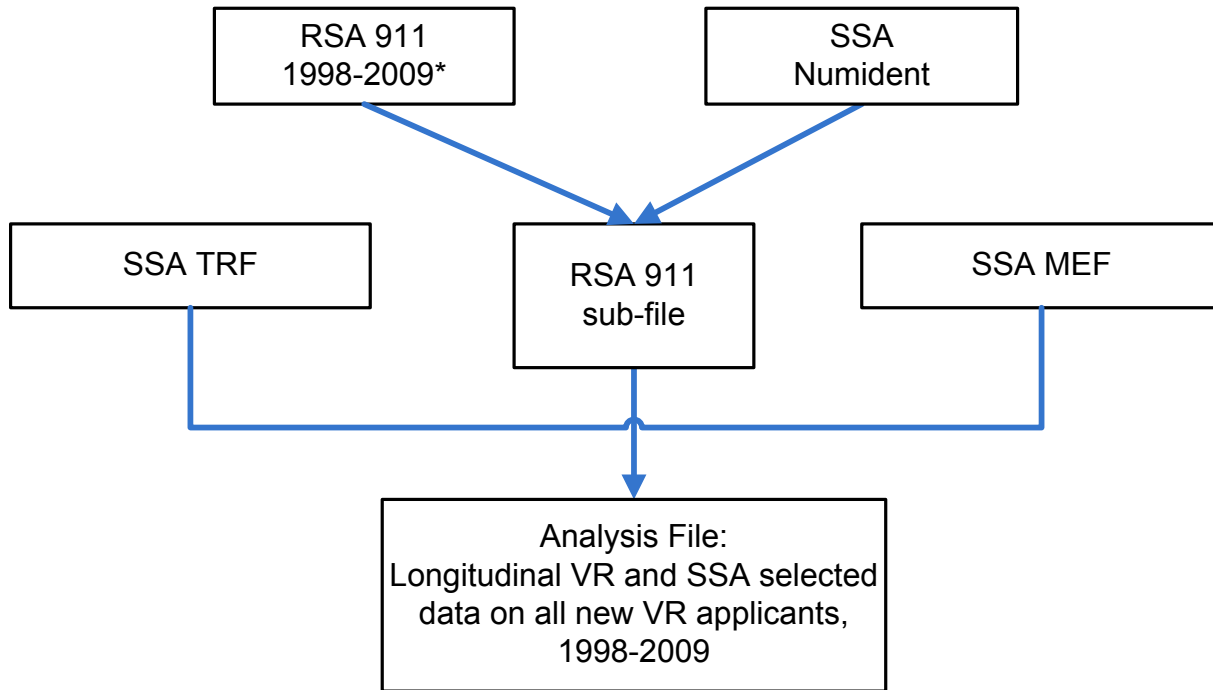 RSA 911
1998-2009*
SSA
Numident
SSA TRF
RSA 911
sub-file
SSA MEF
Analysis File:
Longitudinal VR and SSA selected
data on all new VR applicants,
1998-2009